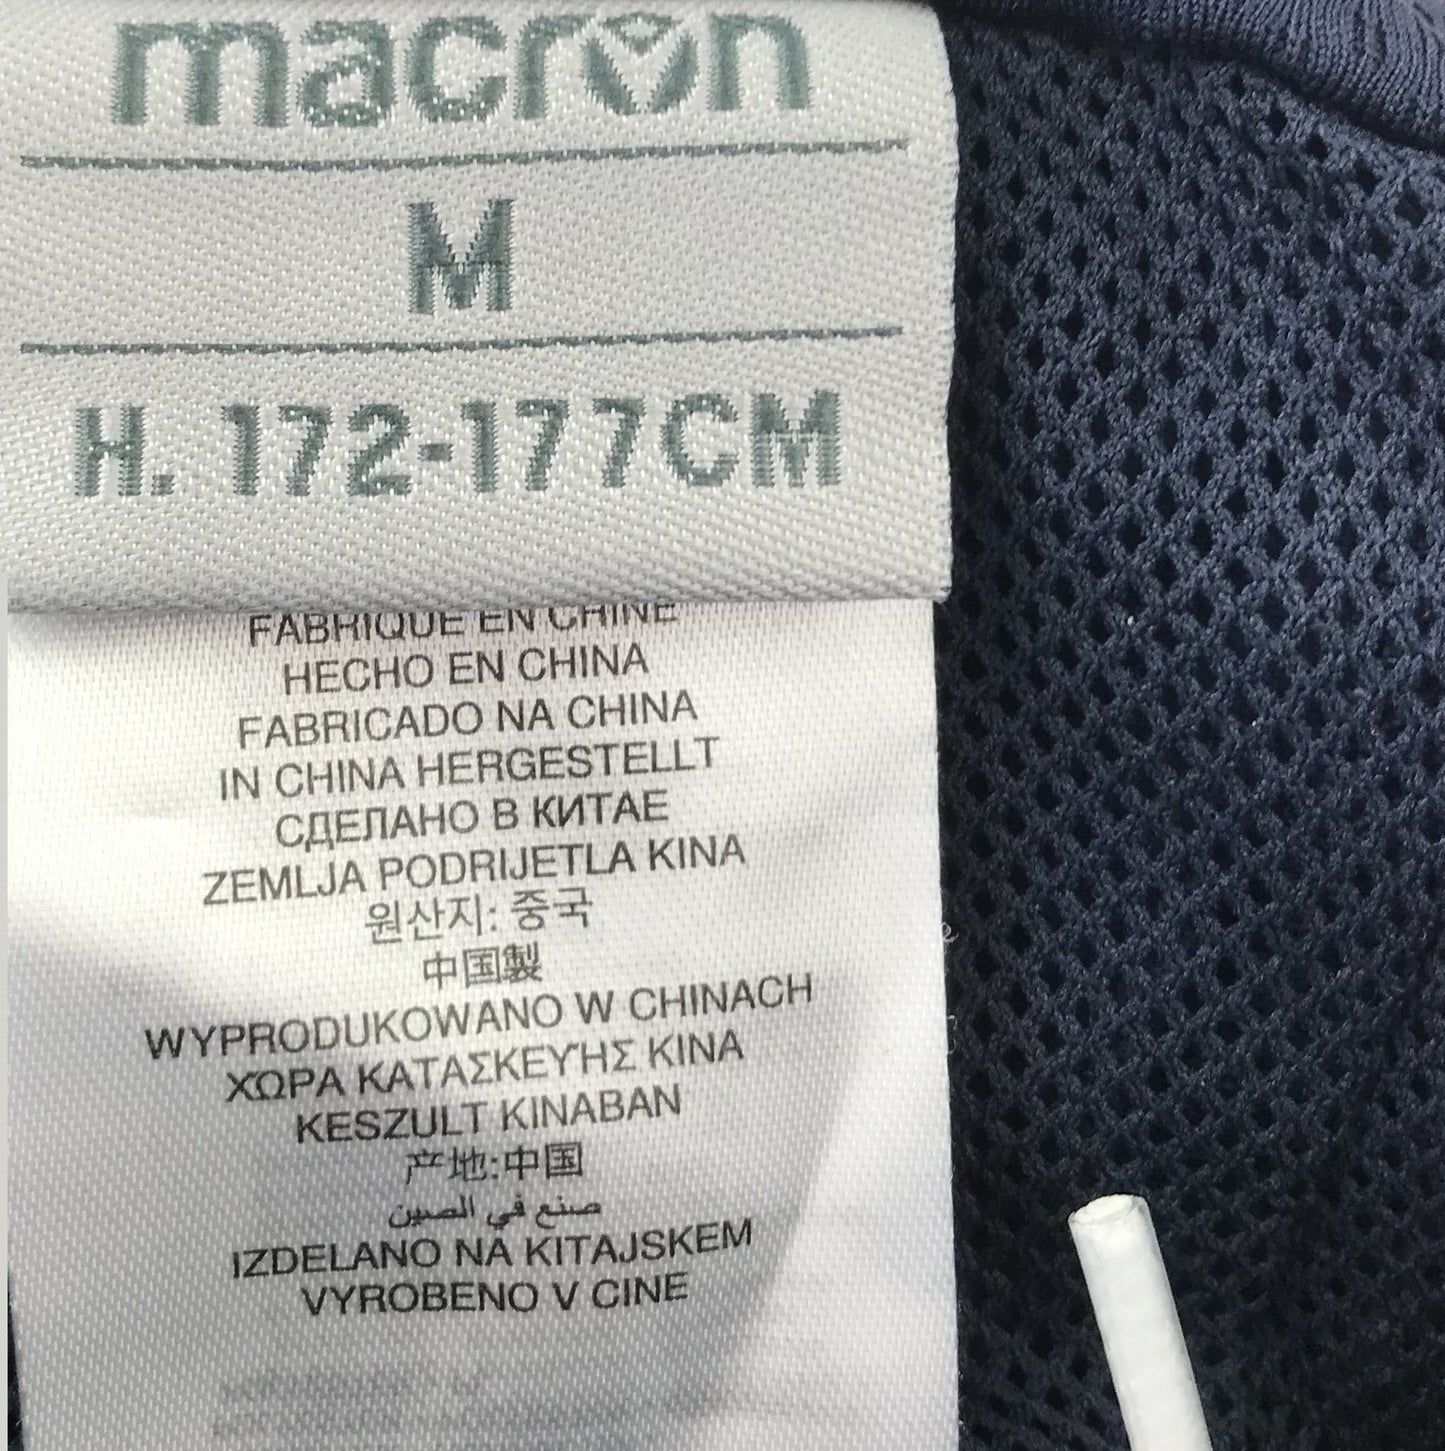 macron
M
H. 172-177CM
FABRIQUE EN CHINE
HECHO EN CHINA
FABRICADO NA CHINA
IN CHINA HERGESTELLT
СДЕЛАНО В КИТАЕ
ZEMLJA PODRIJETLA KINA
원산지: 중국
中国製
WYPRODUKOWANO W CHINACH
ΧΩΡΑ ΚΑΤΑΣΚΕΥΗΣ ΚΙΝΑ
KESZULT KINABAN
产地:中国
صنع في الصين
IZDELANO NA KITAJSKEM
VYROBENO V CINE